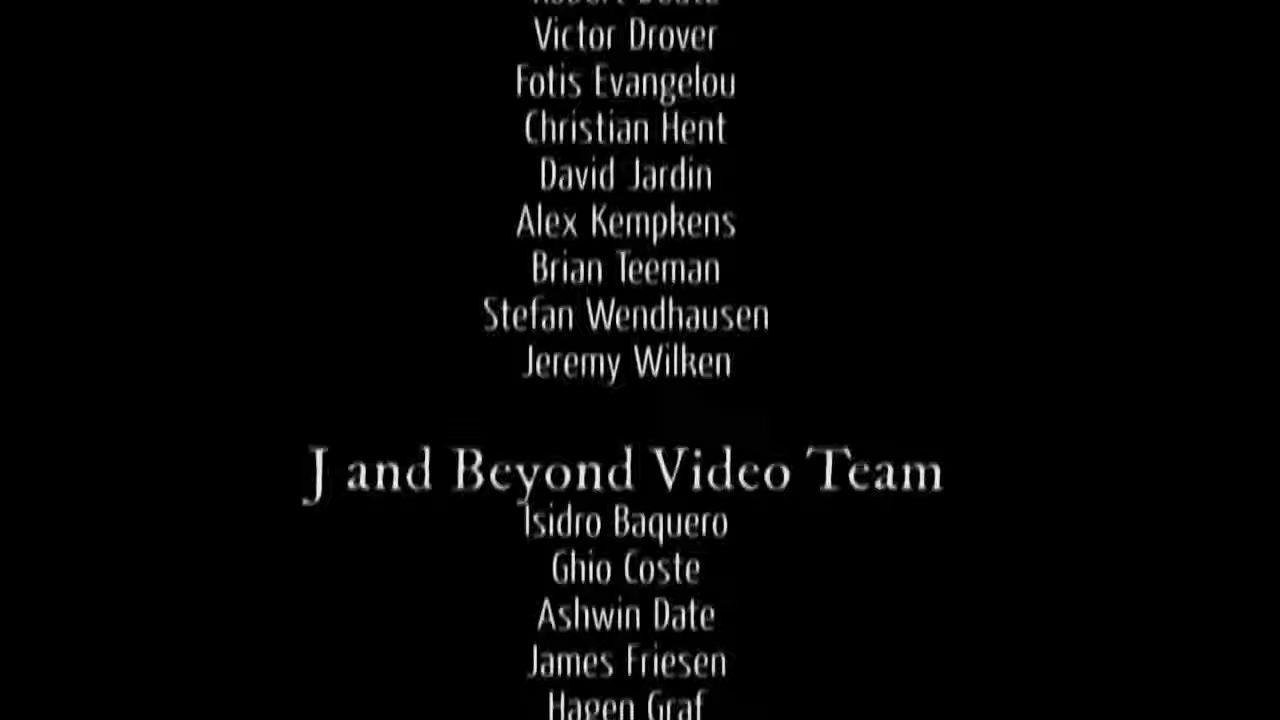 Victor Drover
Fotis Evangelou
Christian Hent
David Jardin
Alex Kempkens
Brian Teeman
Stefan Wendhausen
Jeremy Wilken
J and Beyond Video Team
Isidro Baquero
Ghio Coste
Ashwin Date
James Friesen
Hagen Graf